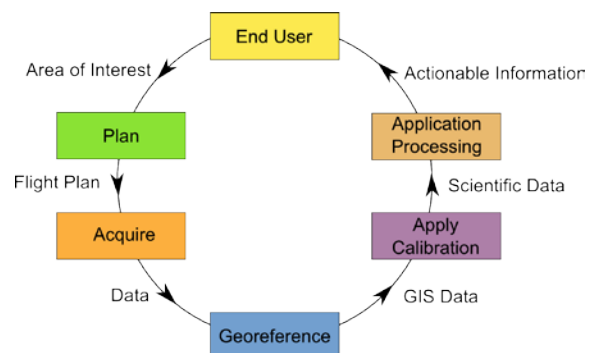 End User
Area of Interest
Actionable Information
Plan
Application
Processing
Flight Plan
Scientific Data
Acquire
Apply
Calibration
Data
GIS Data
Georeference